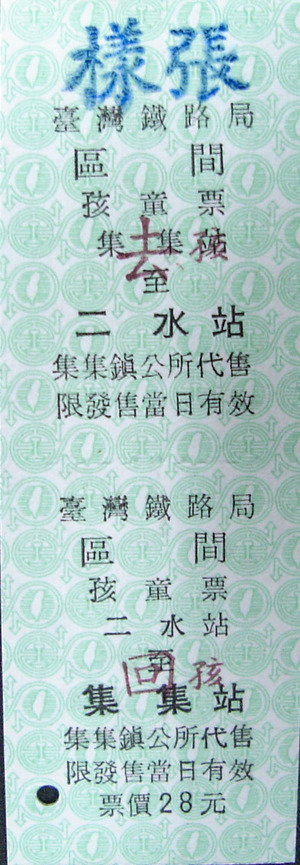 樣張
臺灣鐵路局
區間
孩童票
集集站
去孩
至
二水站
集集鎮公所代售
限發售當日有效
臺灣鐵路局
區間
孩童票
二水站
至
回孩
集集站
集集鎮公所代售
限發售當日有效
票價28元